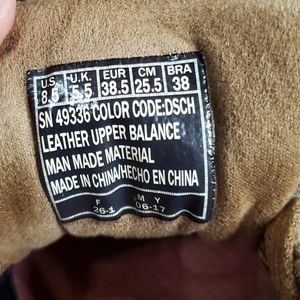 U.S. U.K. EUR CM BRA
8.5 5.5 38.5 25.5 38
SN 49336 COLOR CODE:DSCH
LEATHER UPPER BALANCE
MAN MADE MATERIAL
MADE IN CHINA/HECHO EN CHINA
F M Y
26-1 06-17